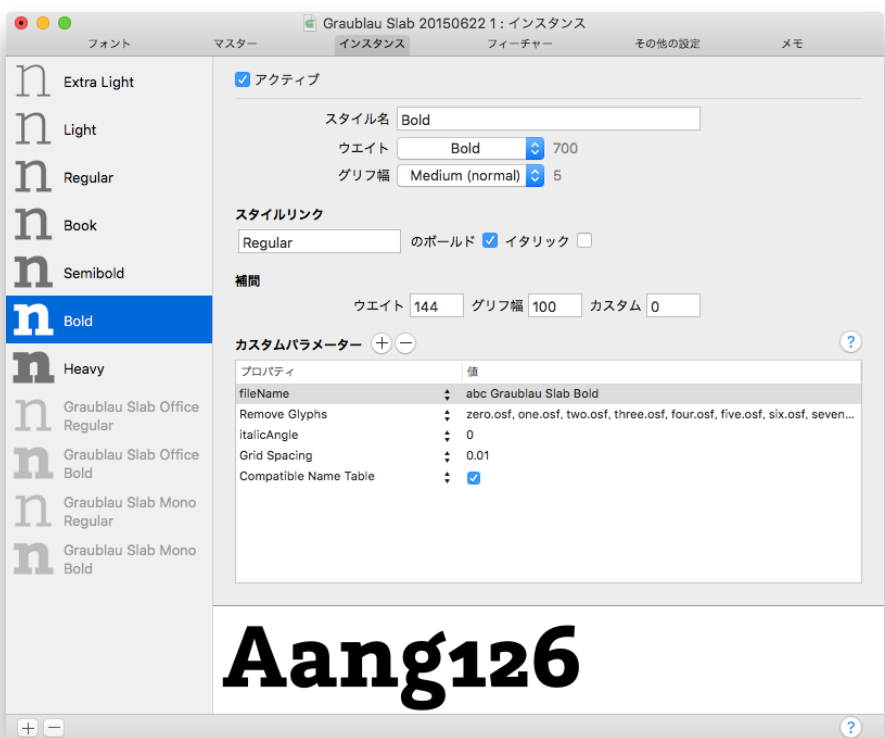 Graublau Slab 20150622 1 : インスタンス
フォント マスター インスタンス フィーチャー その他の設定 メモ
n Extra Light
n Light
n Regular
n Book
n Semibold
n Bold
n Heavy
n Graublau Slab Office Regular
n Graublau Slab Office Bold
n Graublau Slab Mono Regular
n Graublau Slab Mono Bold
アクティブ
スタイル名 Bold
ウエイト Bold 700
グリフ幅 Medium (normal) 5
スタイルリンク
Regular のボールド イタリック
補間
ウエイト 144 グリフ幅 100 カスタム 0
カスタムパラメーター + − ?
プロパティ 値
fileName abc Graublau Slab Bold
Remove Glyphs zero.osf, one.osf, two.osf, three.osf, four.osf, five.osf, six.osf, seven...
italicAngle 0
Grid Spacing 0.01
Compatible Name Table
Aang126
+ − ?